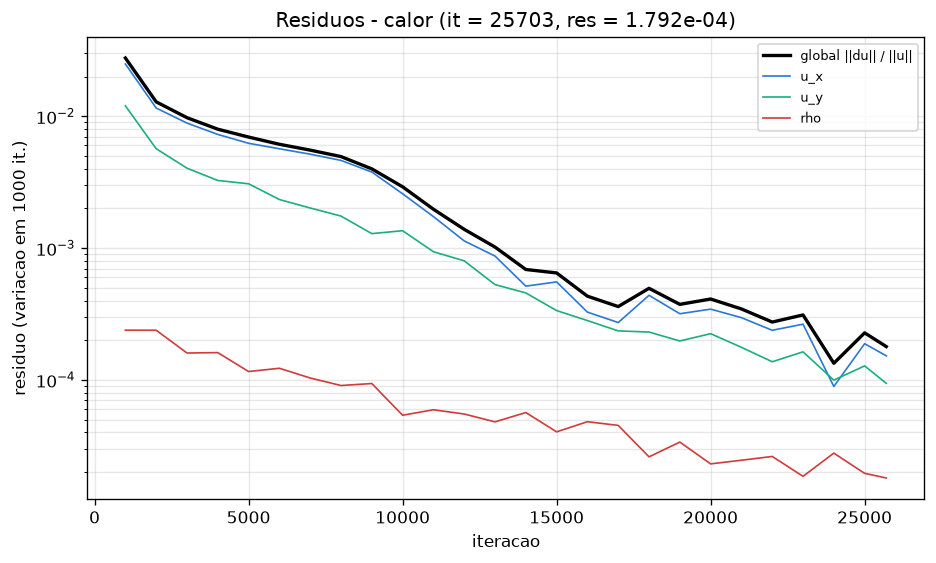 Residuos - calor (it = 25703, res = 1.792e-04)
global ||du|| / ||u||
u_x
u_y
rho
residuo (variacao em 1000 it.)
10⁻²
10⁻³
10⁻⁴
0 5000 10000 15000 20000 25000
iteracao